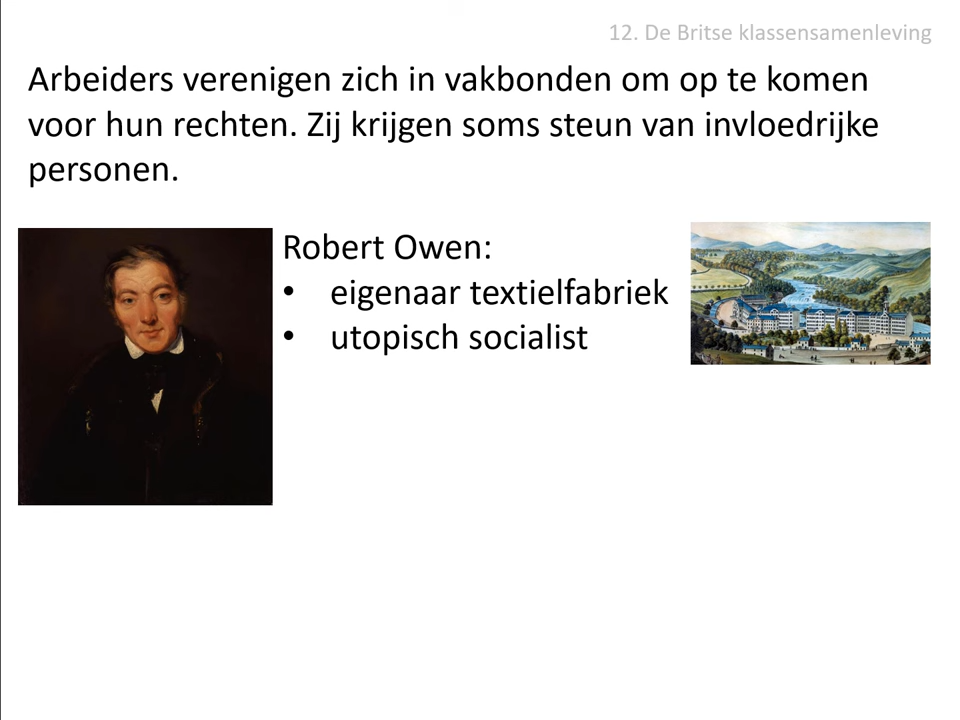 12. De Britse klassensamenleving
Arbeiders verenigen zich in vakbonden om op te komen
voor hun rechten. Zij krijgen soms steun van invloedrijke
personen.
Robert Owen:
• eigenaar textielfabriek
• utopisch socialist